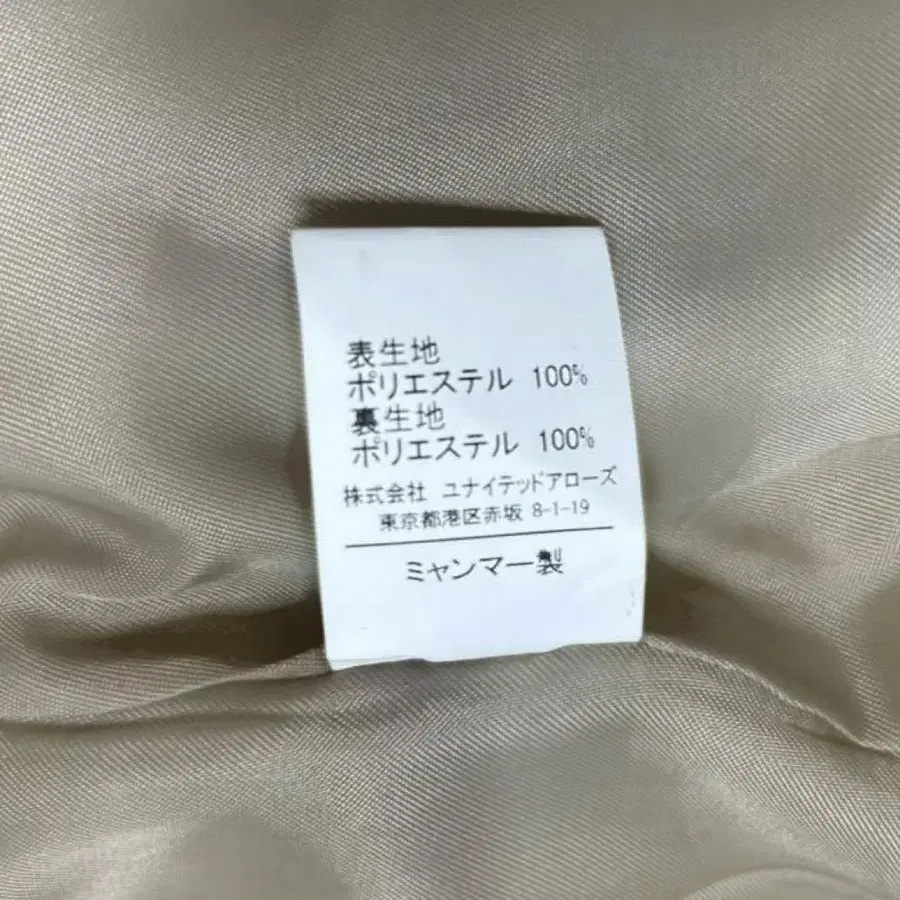 表生地
ポリエステル 100%
裏生地
ポリエステル 100%
株式会社 ユナイテッドアローズ
東京都港区赤坂 8-1-19
ミャンマー製